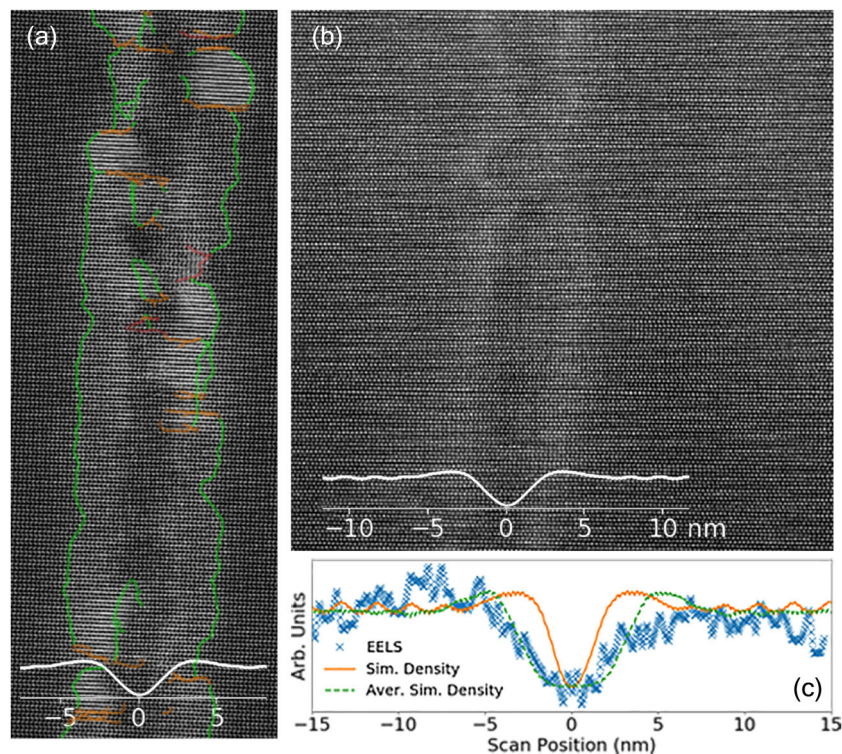 (a)
(b)
−5 0 5
−10 −5 0 5 10 nm
Arb. Units
EELS
Sim. Density
Aver. Sim. Density
(c)
−15 −10 −5 0 5 10 15
Scan Position (nm)